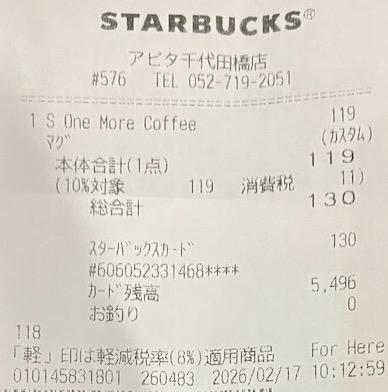 STARBUCKS®
アピタ千代田橋店
#576 TEL 052-719-2051
1 S One More Coffee 119
マグ (カスタム)
本体合計(1点) 119
(10%対象 119 消費税 11)
総合計 130
スターバックスカード 130
#606052331468****
カード残高 5,496
お釣り 0
118
「軽」印は軽減税率(8%)適用商品 For Here
010145831801 260483 2026/02/17 10:12:59